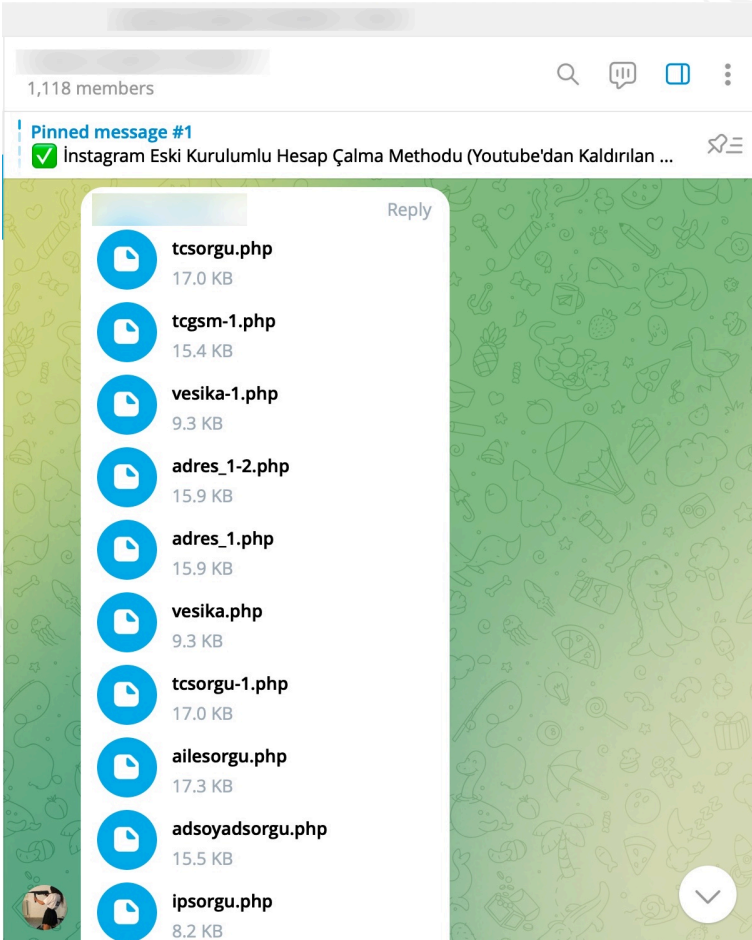 1,118 members
Pinned message #1
✅ İnstagram Eski Kurulumlu Hesap Çalma Methodu (Youtube'dan Kaldırılan ...
Reply
tcsorgu.php
17.0 KB
tcgsm-1.php
15.4 KB
vesika-1.php
9.3 KB
adres_1-2.php
15.9 KB
adres_1.php
15.9 KB
vesika.php
9.3 KB
tcsorgu-1.php
17.0 KB
ailesorgu.php
17.3 KB
adsoyadsorgu.php
15.5 KB
ipsorgu.php
8.2 KB